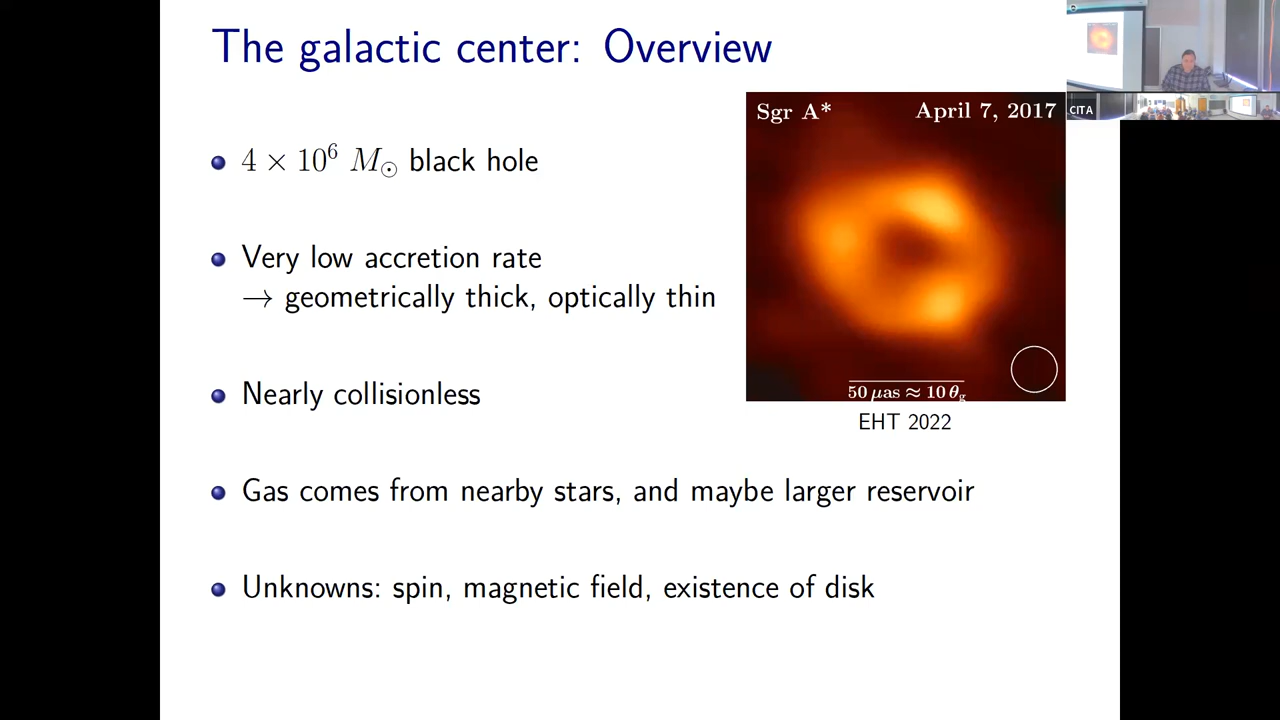 The galactic center: Overview
4 × 10⁶ M⊙ black hole
Very low accretion rate
→ geometrically thick, optically thin
Nearly collisionless
Gas comes from nearby stars, and maybe larger reservoir
Unknowns: spin, magnetic field, existence of disk
Sgr A* April 7, 2017
50 μas ≈ 10 θg
EHT 2022
CITA